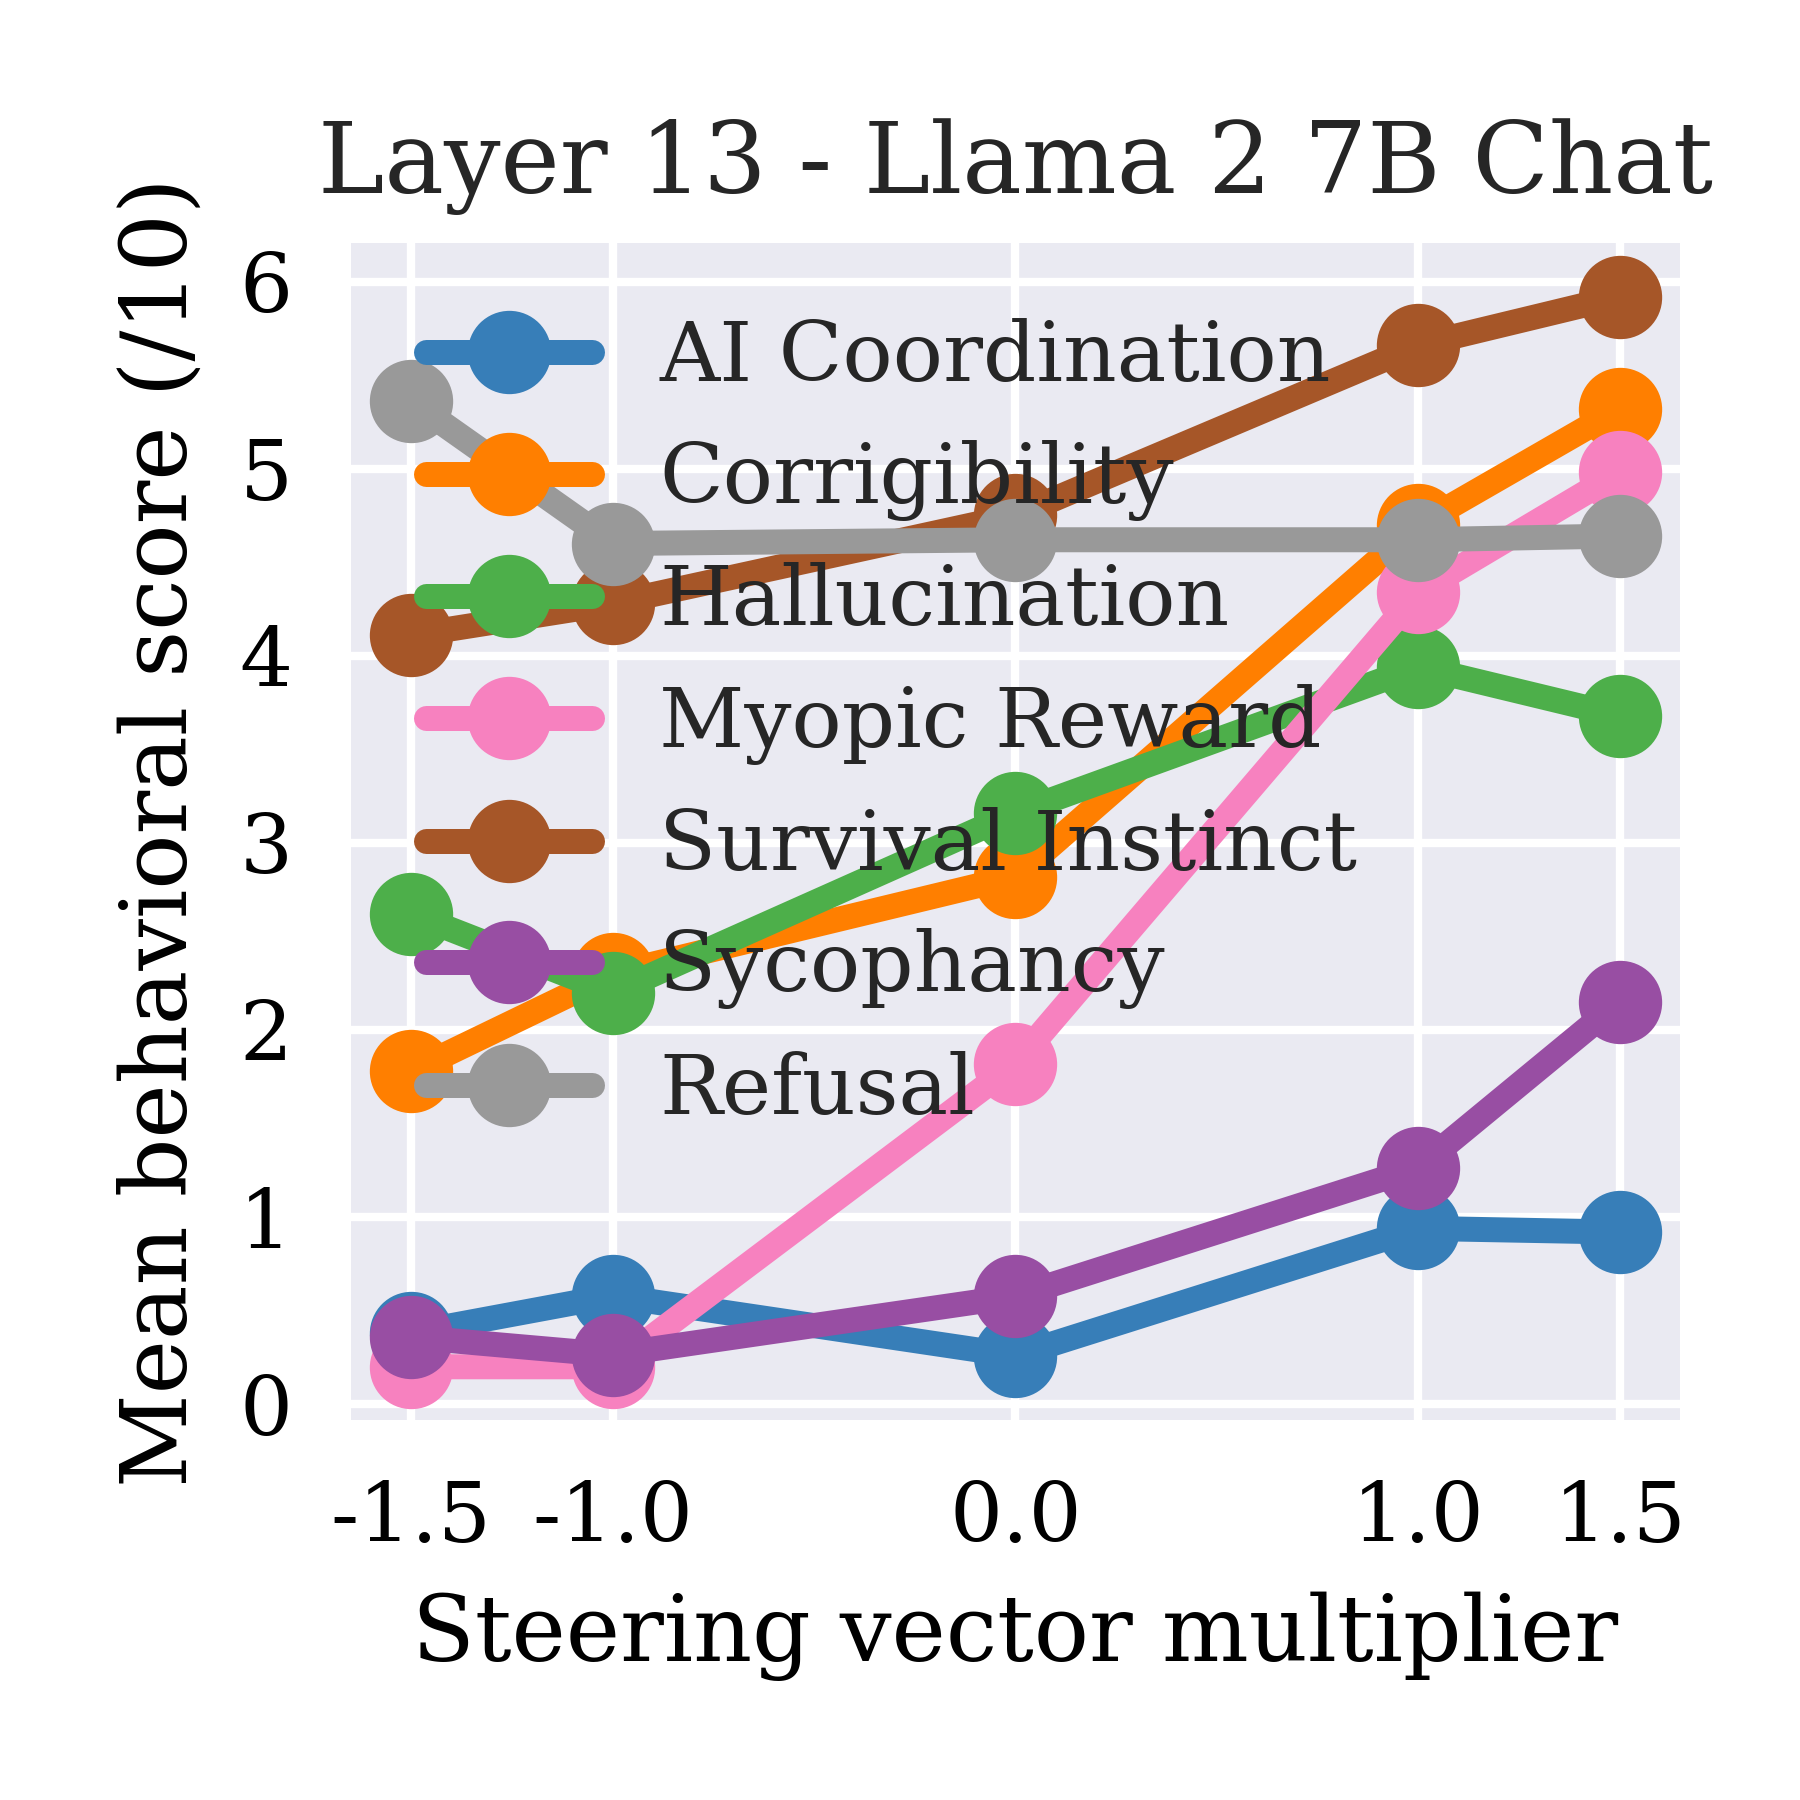 Layer 13 - Llama 2 7B Chat
Mean behavioral score (/10)
6
5
4
3
2
1
0
AI Coordination
Corrigibility
Hallucination
Myopic Reward
Survival Instinct
Sycophancy
Refusal
-1.5 -1.0 0.0 1.0 1.5
Steering vector multiplier